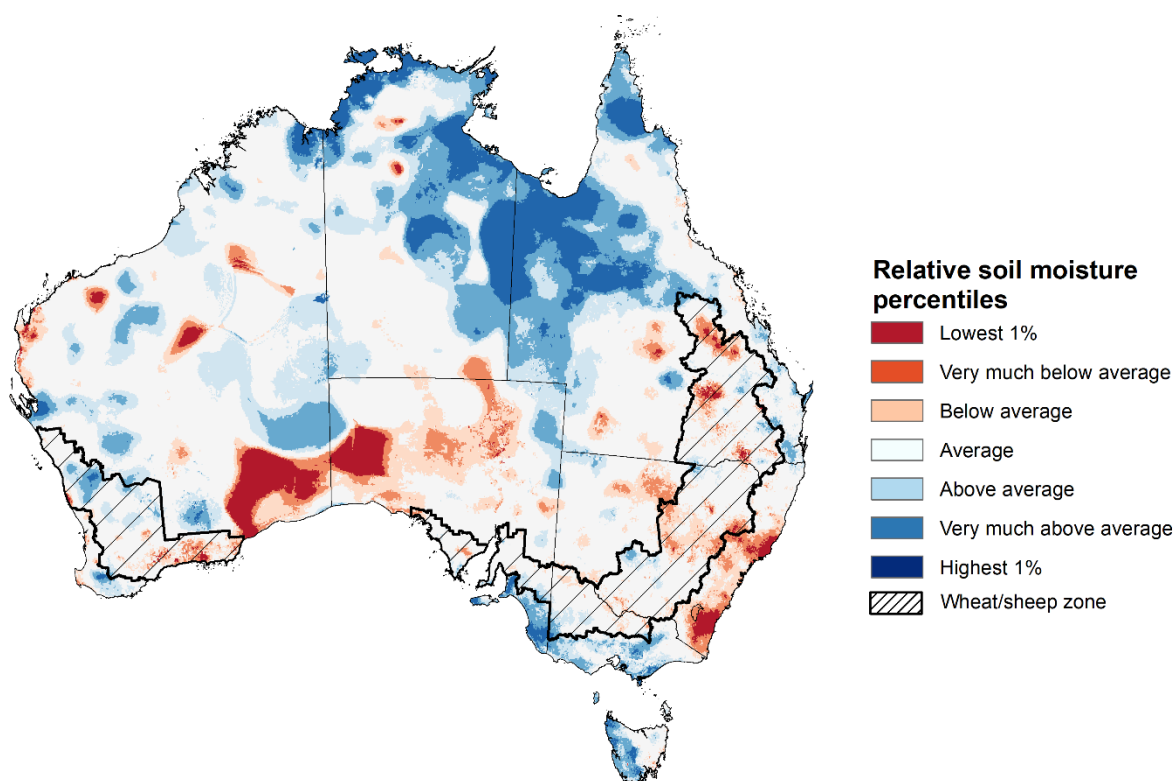 Relative soil moisture
percentiles
Lowest 1%
Very much below average
Below average
Average
Above average
Very much above average
Highest 1%
Wheat/sheep zone